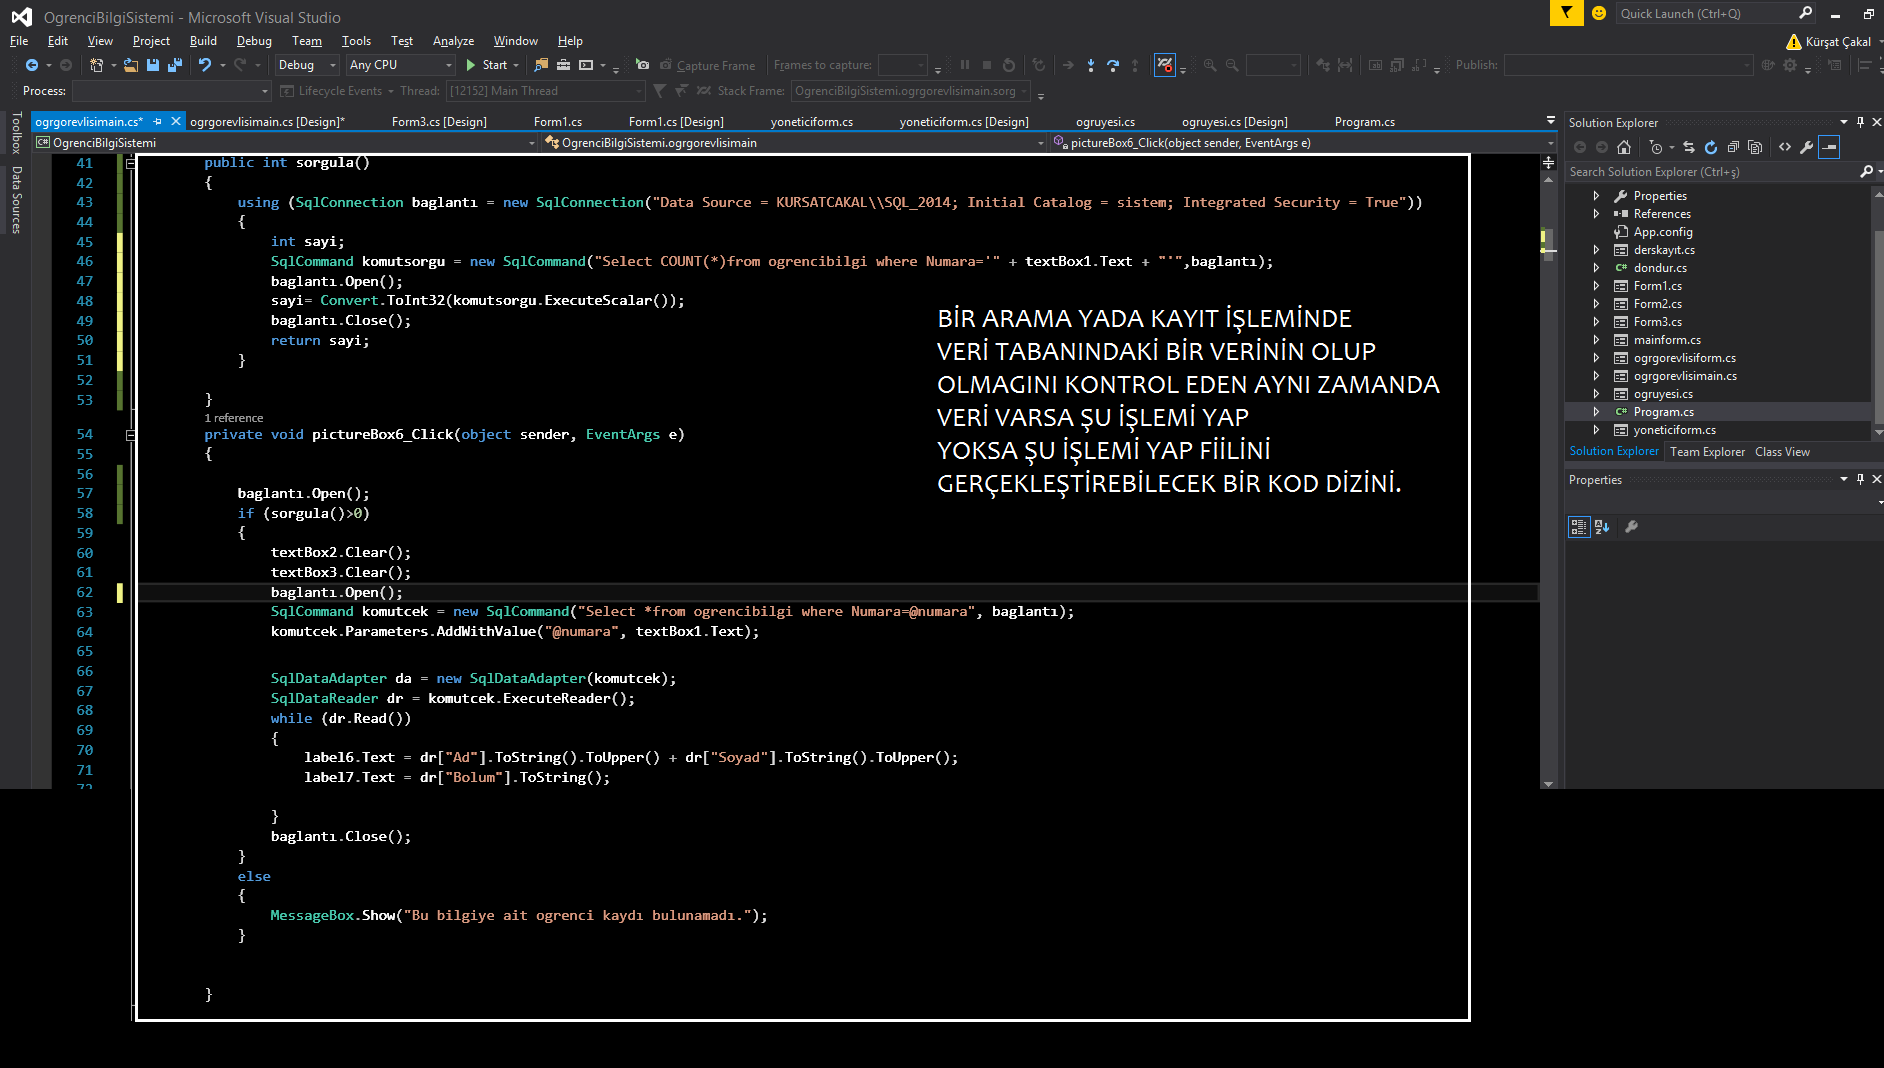 OgrenciBilgiSistemi - Microsoft Visual Studio
Quick Launch (Ctrl+Q)
File Edit View Project Build Debug Team Tools Test Analyze Window Help
Kürşat Çakal
Debug Any CPU Start Capture Frame Frames to capture: Publish:
Process: Lifecycle Events Thread: [12152] Main Thread Stack Frame: OgrenciBilgiSistemi.ogrgorevlisimain.sorg
Toolbox
Data Sources
ogrgorevlisimain.cs* ogrgorevlisimain.cs [Design]* Form3.cs [Design] Form1.cs Form1.cs [Design] yoneticiform.cs yoneticiform.cs [Design] ogruyesi.cs ogruyesi.cs [Design] Program.cs
OgrenciBilgiSistemi OgrenciBilgiSistemi.ogrgorevlisimain pictureBox6_Click(object sender, EventArgs e)
41 public int sorgula()
42 {
43 using (SqlConnection baglantı = new SqlConnection("Data Source = KURSATCAKAL\\SQL_2014; Initial Catalog = sistem; Integrated Security = True"))
44 {
45 int sayi;
46 SqlCommand komutsorgu = new SqlCommand("Select COUNT(*)from ogrencibilgi where Numara='" + textBox1.Text + "'",baglantı);
47 baglantı.Open();
48 sayi= Convert.ToInt32(komutsorgu.ExecuteScalar());
49 baglantı.Close();
50 return sayi;
51 }
52
53 }
1 reference
54 private void pictureBox6_Click(object sender, EventArgs e)
55 {
56
57 baglantı.Open();
58 if (sorgula()>0)
59 {
60 textBox2.Clear();
61 textBox3.Clear();
62 baglantı.Open();
63 SqlCommand komutcek = new SqlCommand("Select *from ogrencibilgi where Numara=@numara", baglantı);
64 komutcek.Parameters.AddWithValue("@numara", textBox1.Text);
65
66 SqlDataAdapter da = new SqlDataAdapter(komutcek);
67 SqlDataReader dr = komutcek.ExecuteReader();
68 while (dr.Read())
69 {
70 label6.Text = dr["Ad"].ToString().ToUpper() + dr["Soyad"].ToString().ToUpper();
71 label7.Text = dr["Bolum"].ToString();
72
}
baglantı.Close();
}
else
{
MessageBox.Show("Bu bilgiye ait ogrenci kaydı bulunamadı.");
}
}
BİR ARAMA YADA KAYIT İŞLEMİNDE
VERİ TABANINDAKİ BİR VERİNİN OLUP
OLMAGINI KONTROL EDEN AYNI ZAMANDA
VERİ VARSA ŞU İŞLEMİ YAP
YOKSA ŞU İŞLEMİ YAP FİİLİNİ
GERÇEKLEŞTİREBİLECEK BİR KOD DİZİNİ.
Solution Explorer
Search Solution Explorer (Ctrl+ş)
Properties
References
App.config
derskayıt.cs
dondur.cs
Form1.cs
Form2.cs
Form3.cs
mainform.cs
ogrgorevlisiform.cs
ogrgorevlisimain.cs
ogruyesi.cs
Program.cs
yoneticiform.cs
Solution Explorer Team Explorer Class View
Properties